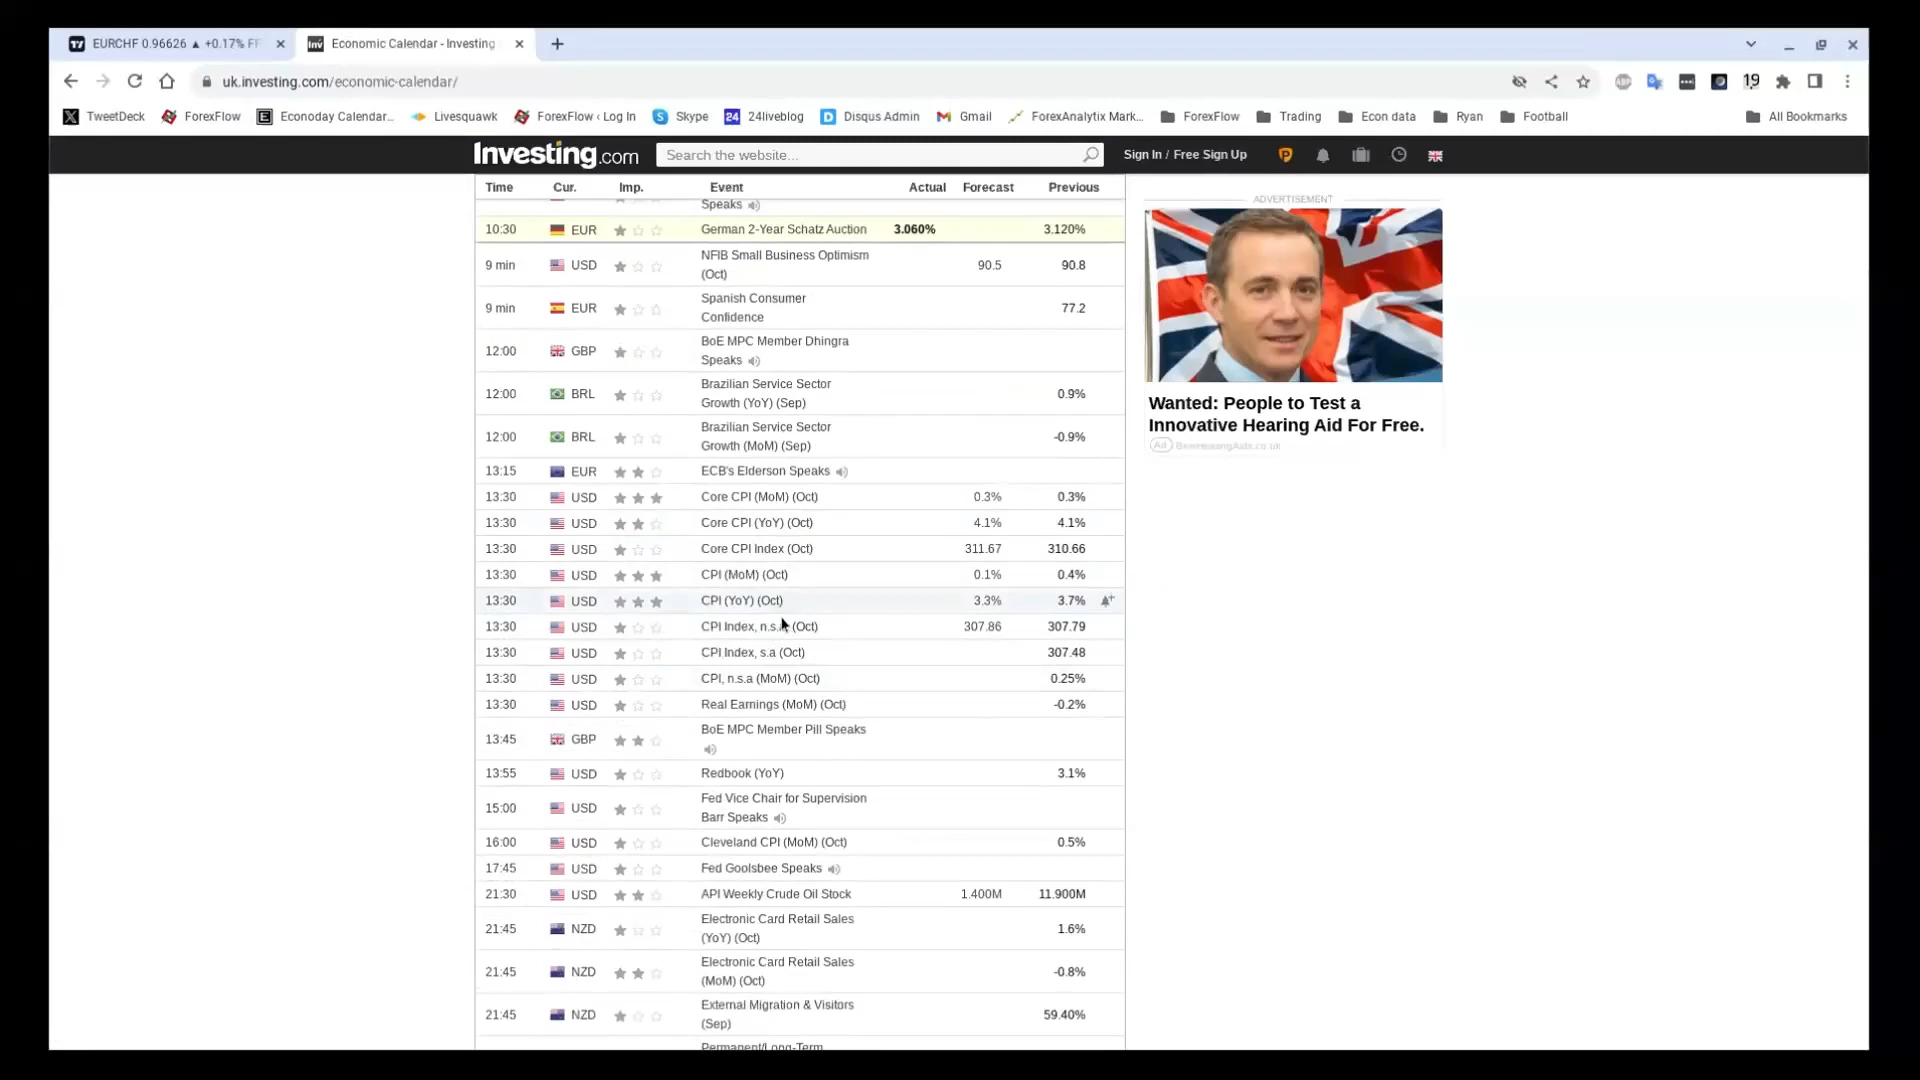 EURCHF 0.96626 ▲ +0.17% FF
Economic Calendar - Investing
uk.investing.com/economic-calendar/
19
TweetDeck ForexFlow Econoday Calendar... Livesquawk ForexFlow ‹ Log In Skype 24 24liveblog Disqus Admin Gmail ForexAnalytix Mark... ForexFlow Trading Econ data Ryan Football All Bookmarks
Investing.com Search the website... Sign In / Free Sign Up
Time Cur. Imp. Event Actual Forecast Previous
Speaks
10:30 EUR German 2-Year Schatz Auction 3.060% 3.120%
9 min USD NFIB Small Business Optimism (Oct) 90.5 90.8
9 min EUR Spanish Consumer Confidence 77.2
12:00 GBP BoE MPC Member Dhingra Speaks
12:00 BRL Brazilian Service Sector Growth (YoY) (Sep) 0.9%
12:00 BRL Brazilian Service Sector Growth (MoM) (Sep) -0.9%
13:15 EUR ECB's Elderson Speaks
13:30 USD Core CPI (MoM) (Oct) 0.3% 0.3%
13:30 USD Core CPI (YoY) (Oct) 4.1% 4.1%
13:30 USD Core CPI Index (Oct) 311.67 310.66
13:30 USD CPI (MoM) (Oct) 0.1% 0.4%
13:30 USD CPI (YoY) (Oct) 3.3% 3.7%
13:30 USD CPI Index, n.s.a (Oct) 307.86 307.79
13:30 USD CPI Index, s.a (Oct) 307.48
13:30 USD CPI, n.s.a (MoM) (Oct) 0.25%
13:30 USD Real Earnings (MoM) (Oct) -0.2%
13:45 GBP BoE MPC Member Pill Speaks
13:55 USD Redbook (YoY) 3.1%
15:00 USD Fed Vice Chair for Supervision Barr Speaks
16:00 USD Cleveland CPI (MoM) (Oct) 0.5%
17:45 USD Fed Goolsbee Speaks
21:30 USD API Weekly Crude Oil Stock 1.400M 11.900M
21:45 NZD Electronic Card Retail Sales (YoY) (Oct) 1.6%
21:45 NZD Electronic Card Retail Sales (MoM) (Oct) -0.8%
21:45 NZD External Migration & Visitors (Sep) 59.40%
Permanent/Long-Term
ADVERTISEMENT
Wanted: People to Test a
Innovative Hearing Aid For Free.
Ad